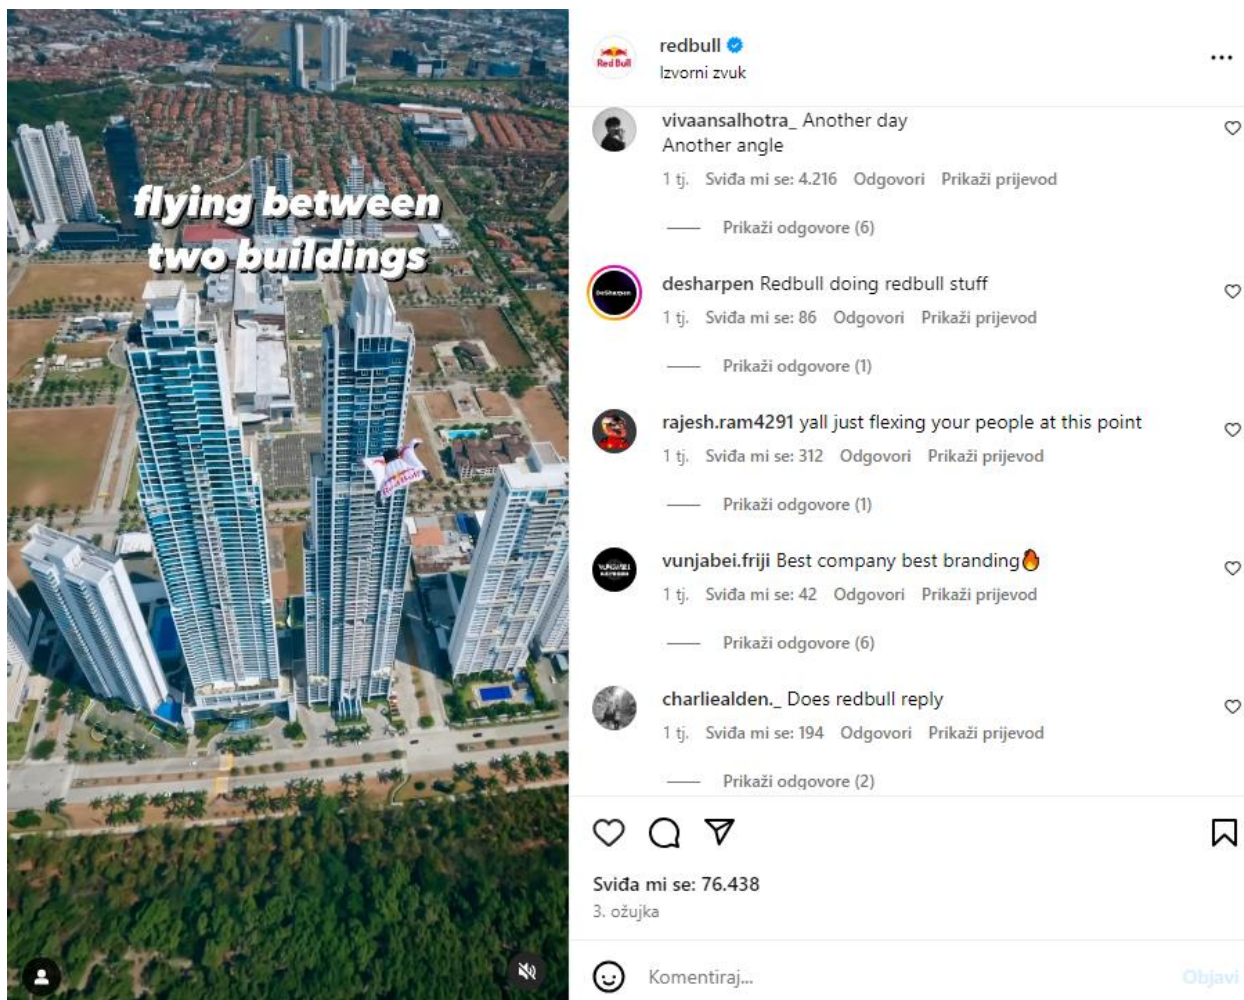 flying between
two buildings
Red Bull
Red Bull
redbull
Izvorni zvuk
vivaansalhotra_ Another day
Another angle
1 tj. Sviđa mi se: 4.216 Odgovori Prikaži prijevod
Prikaži odgovore (6)
DeSharpen
desharpen Redbull doing redbull stuff
1 tj. Sviđa mi se: 86 Odgovori Prikaži prijevod
Prikaži odgovore (1)
rajesh.ram4291 yall just flexing your people at this point
1 tj. Sviđa mi se: 312 Odgovori Prikaži prijevod
Prikaži odgovore (1)
vunjabei.friji Best company best branding🔥
1 tj. Sviđa mi se: 42 Odgovori Prikaži prijevod
Prikaži odgovore (6)
charliealden._ Does redbull reply
1 tj. Sviđa mi se: 194 Odgovori Prikaži prijevod
Prikaži odgovore (2)
Sviđa mi se: 76.438
3. ožujka
Komentiraj...
Objavi